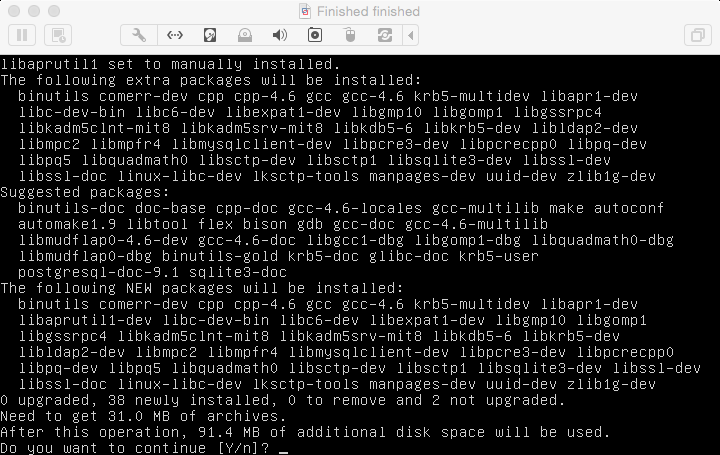 Finished finished
libaprutil1 set to manually installed.
The following extra packages will be installed:
binutils comerr-dev cpp cpp-4.6 gcc gcc-4.6 krb5-multidev libapr1-dev
libc-dev-bin libc6-dev libexpat1-dev libgmp10 libgomp1 libgssrpc4
libkadm5clnt-mit8 libkadm5srv-mit8 libkdb5-6 libkrb5-dev libldap2-dev
libmpc2 libmpfr4 libmysqlclient-dev libpcre3-dev libpcrecpp0 libpq-dev
libpq5 libquadmath0 libsctp-dev libsctp1 libsqlite3-dev libssl-dev
libssl-doc linux-libc-dev lksctp-tools manpages-dev uuid-dev zlib1g-dev
Suggested packages:
binutils-doc doc-base cpp-doc gcc-4.6-locales gcc-multilib make autoconf
automake1.9 libtool flex bison gdb gcc-doc gcc-4.6-multilib
libmudflap0-4.6-dev gcc-4.6-doc libgcc1-dbg libgomp1-dbg libquadmath0-dbg
libmudflap0-dbg binutils-gold krb5-doc glibc-doc krb5-user
postgresql-doc-9.1 sqlite3-doc
The following NEW packages will be installed:
binutils comerr-dev cpp cpp-4.6 gcc gcc-4.6 krb5-multidev libapr1-dev
libaprutil1-dev libc-dev-bin libc6-dev libexpat1-dev libgmp10 libgomp1
libgssrpc4 libkadm5clnt-mit8 libkadm5srv-mit8 libkdb5-6 libkrb5-dev
libldap2-dev libmpc2 libmpfr4 libmysqlclient-dev libpcre3-dev libpcrecpp0
libpq-dev libpq5 libquadmath0 libsctp-dev libsctp1 libsqlite3-dev libssl-dev
libssl-doc linux-libc-dev lksctp-tools manpages-dev uuid-dev zlib1g-dev
0 upgraded, 38 newly installed, 0 to remove and 2 not upgraded.
Need to get 31.0 MB of archives.
After this operation, 91.4 MB of additional disk space will be used.
Do you want to continue [Y/n]? _